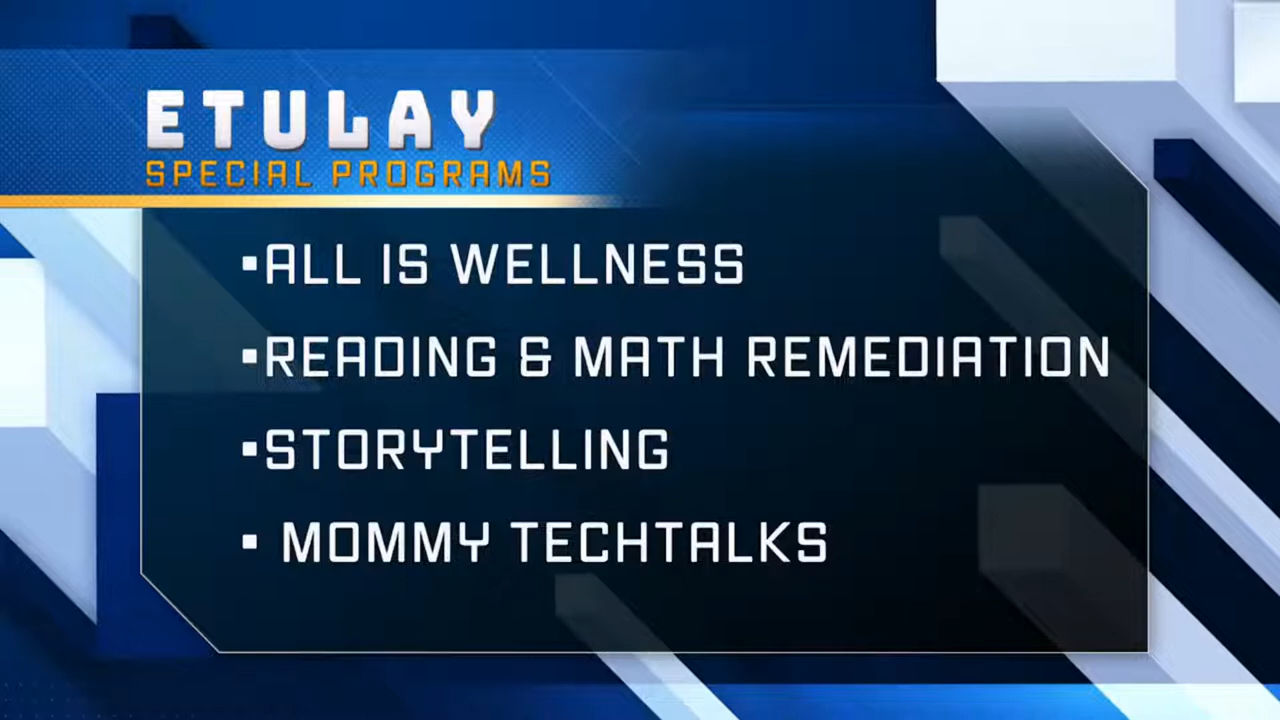 ETULAY
SPECIAL PROGRAMS
▪ALL IS WELLNESS
▪READING & MATH REMEDIATION
▪STORYTELLING
▪ MOMMY TECHTALKS